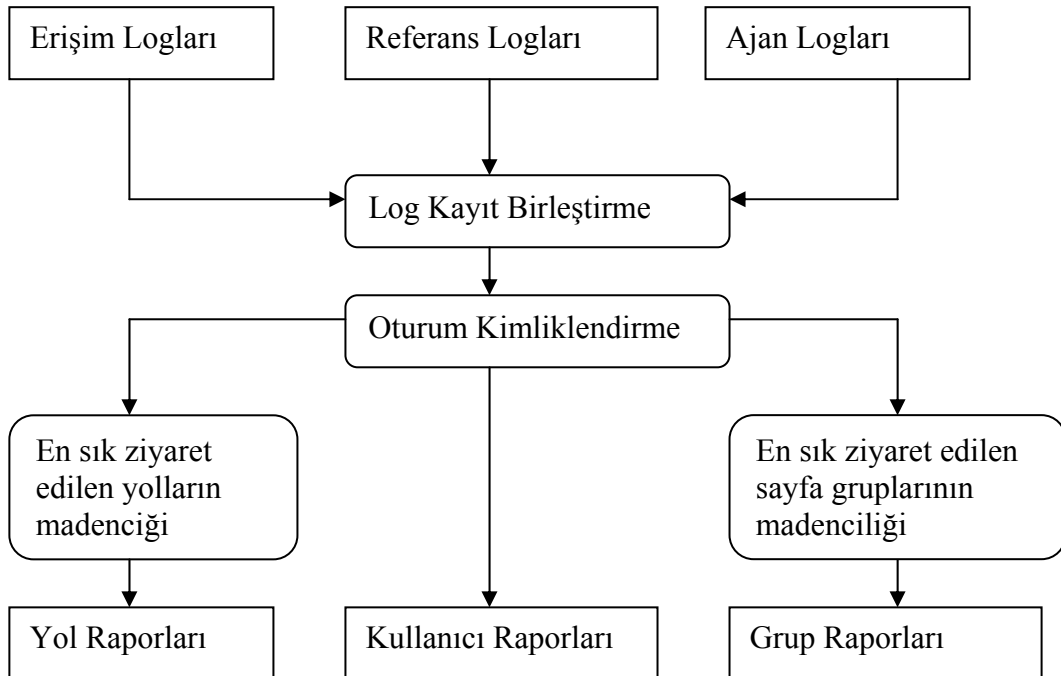 Erişim Logları
Referans Logları
Ajan Logları
Log Kayıt Birleştirme
Oturum Kimliklendirme
En sık ziyaret
edilen yolların
madenciği
En sık ziyaret edilen
sayfa gruplarının
madenciliği
Yol Raporları
Kullanıcı Raporları
Grup Raporları